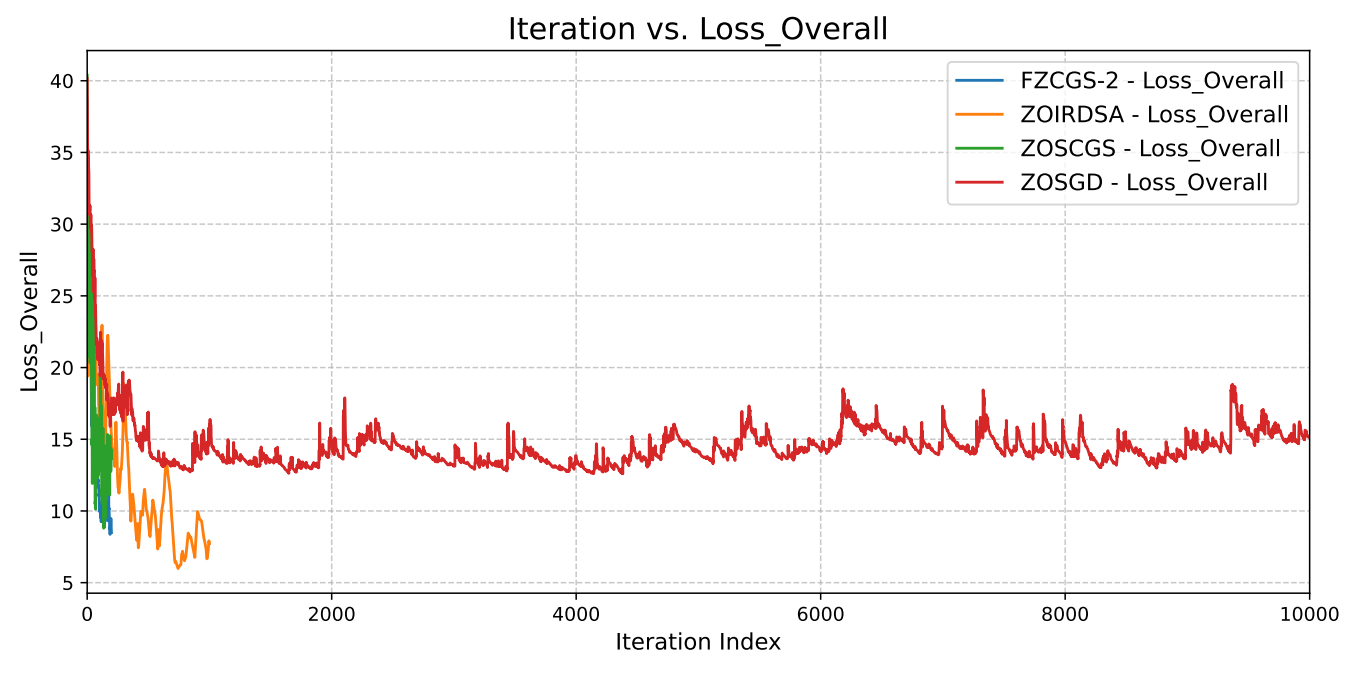 Iteration vs. Loss_Overall
40
35
30
25
20
15
10
5
Loss_Overall
FZCGS-2 - Loss_Overall
ZOIRDSA - Loss_Overall
ZOSCGS - Loss_Overall
ZOSGD - Loss_Overall
0 2000 4000 6000 8000 10000
Iteration Index